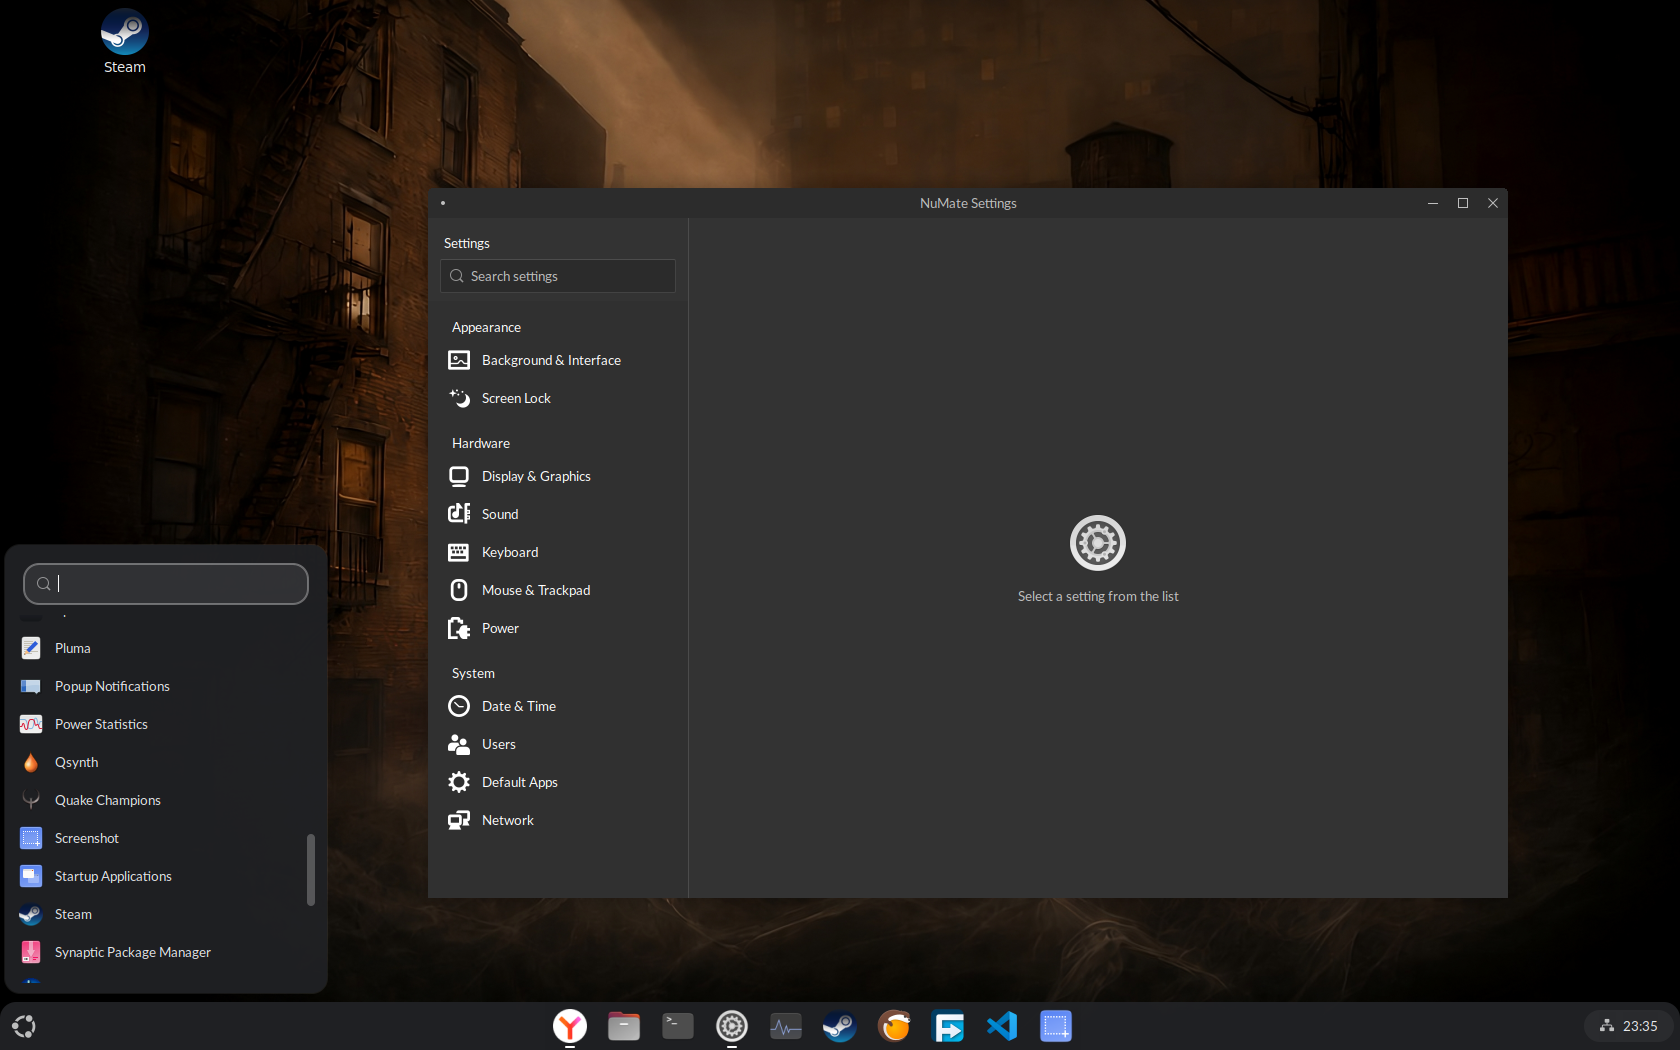 Steam
NuMate Settings
Settings
Search settings
Appearance
Background & Interface
Screen Lock
Hardware
Display & Graphics
Sound
Keyboard
Mouse & Trackpad
Power
System
Date & Time
Users
Default Apps
Network
Select a setting from the list
Pluma
Popup Notifications
Power Statistics
Qsynth
Quake Champions
Screenshot
Startup Applications
Steam
Synaptic Package Manager
23:35